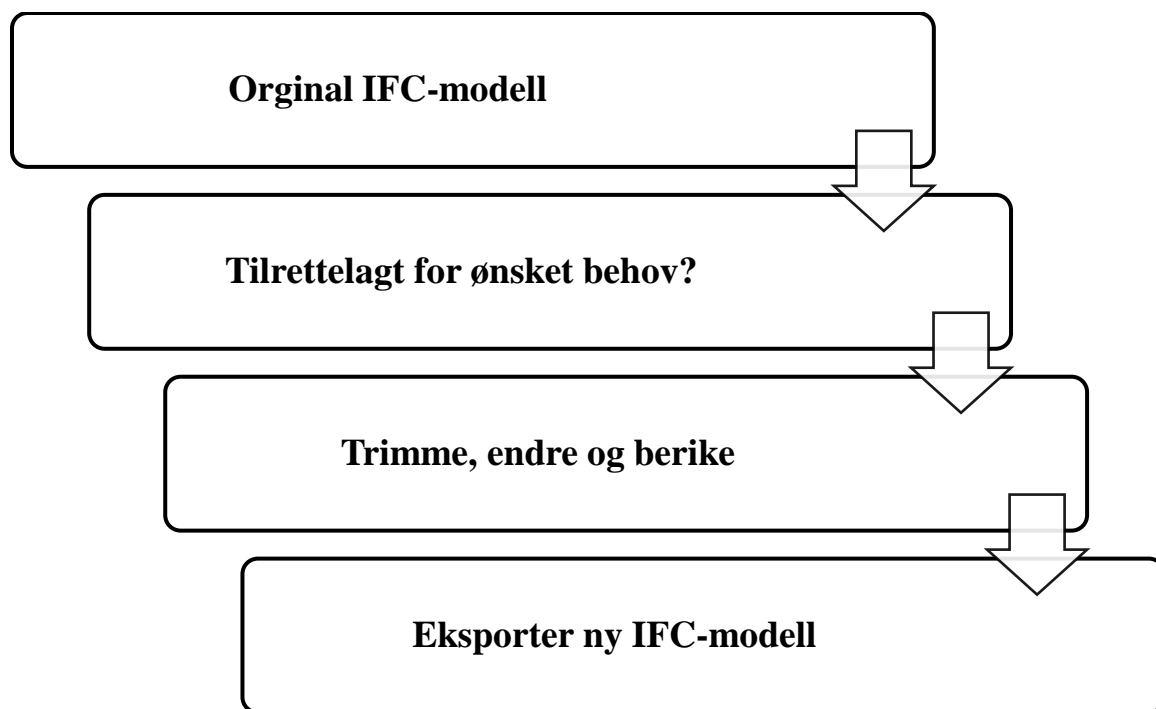 Orginal IFC-modell
Tilrettelagt for ønsket behov?
Trimme, endre og berike
Eksporter ny IFC-modell